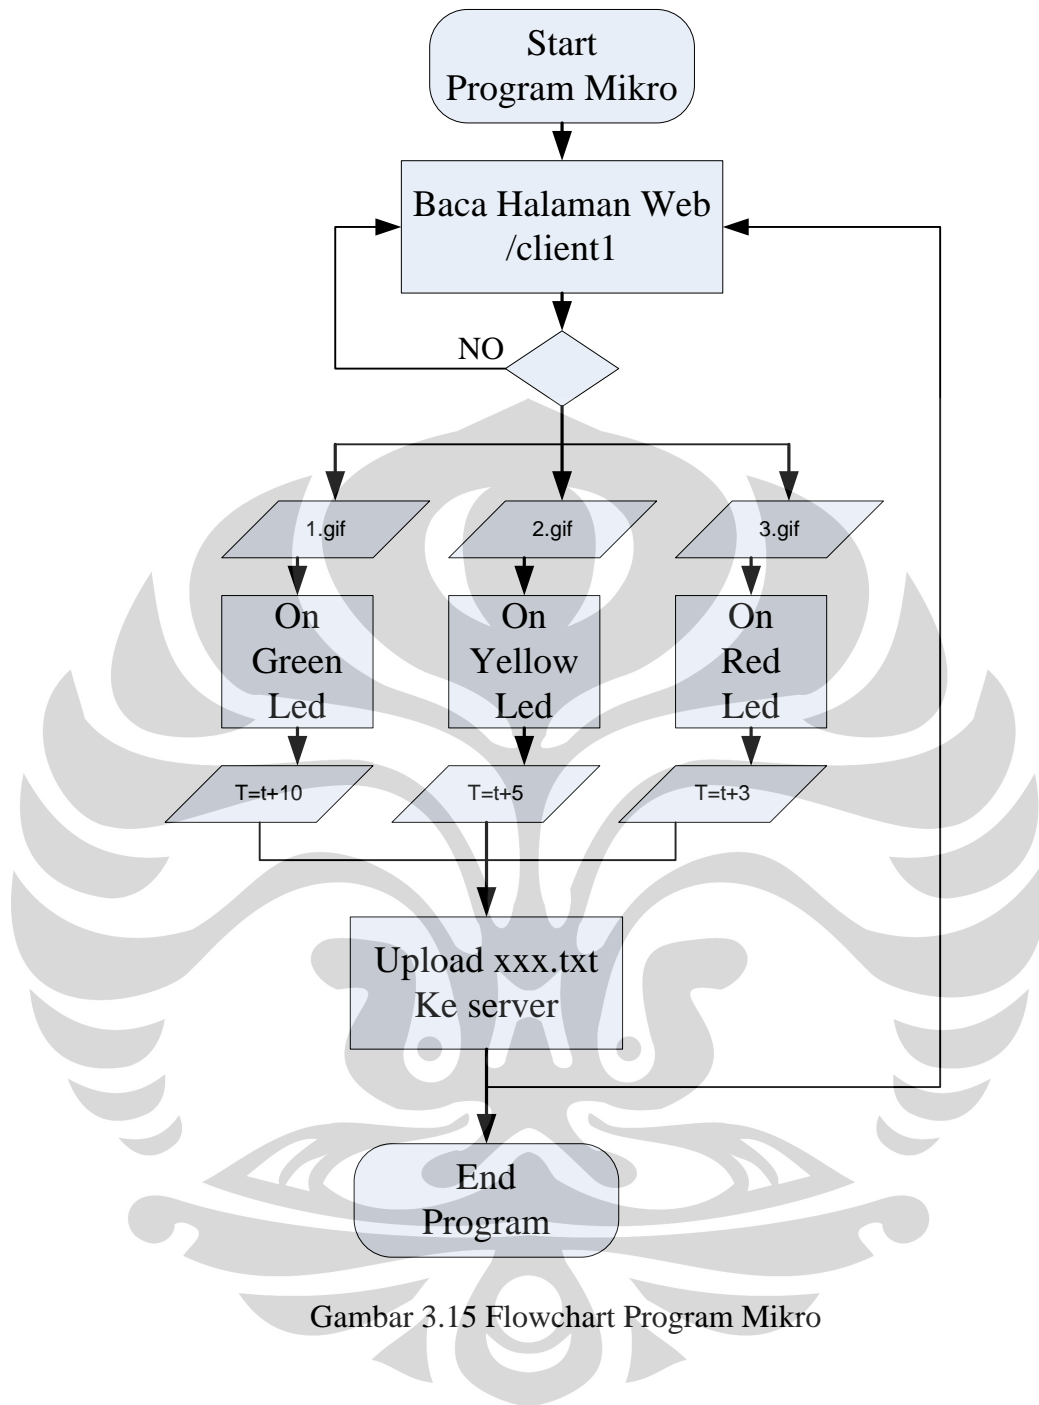 Start
Program Mikro
Baca Halaman Web
/client1
NO
1.gif
2.gif
3.gif
On
Green
Led
On
Yellow
Led
On
Red
Led
T=t+10
T=t+5
T=t+3
Upload xxx.txt
Ke server
End
Program
Gambar 3.15 Flowchart Program Mikro